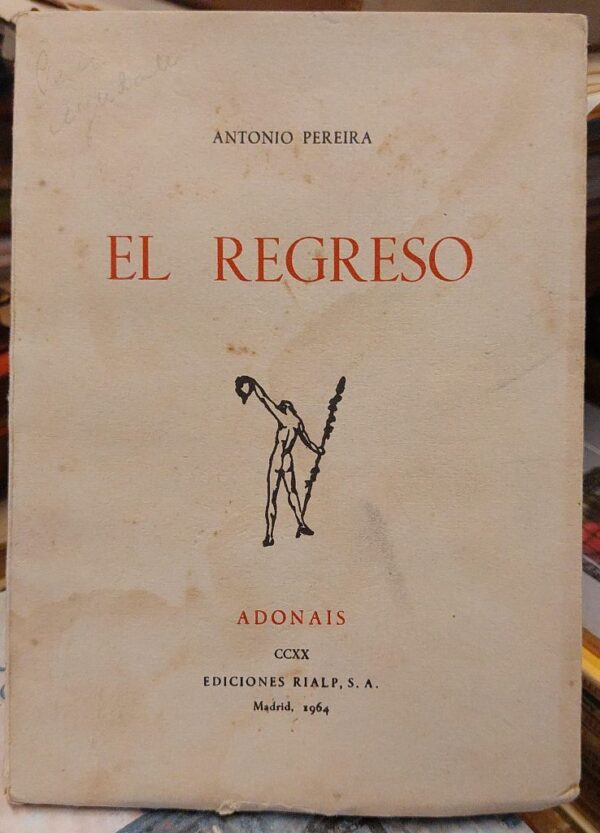 ANTONIO PEREIRA
EL REGRESO
ADONAIS
CCXX
EDICIONES RIALP, S. A.
Madrid, 1964